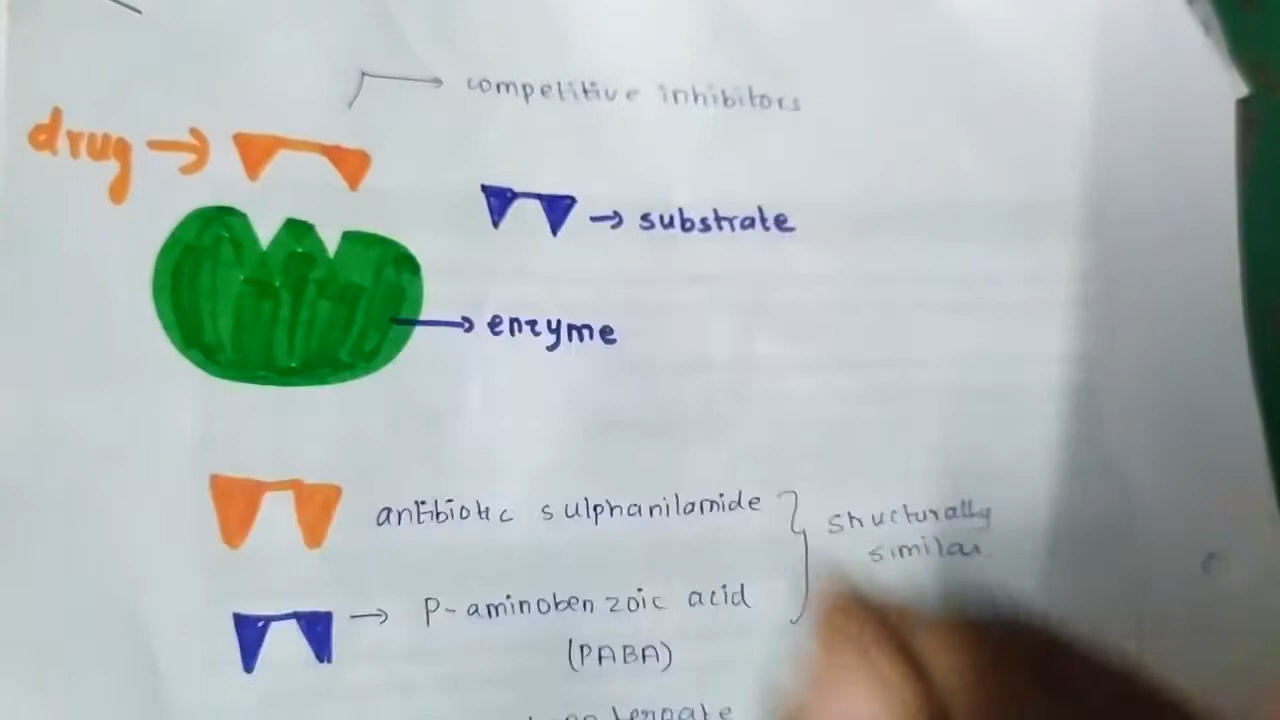 competitive inhibitors
drug →
→ substrate
→ enzyme
antibiotic sulphanilamide
structurally
similar
→ P-aminobenzoic acid
(PABA)